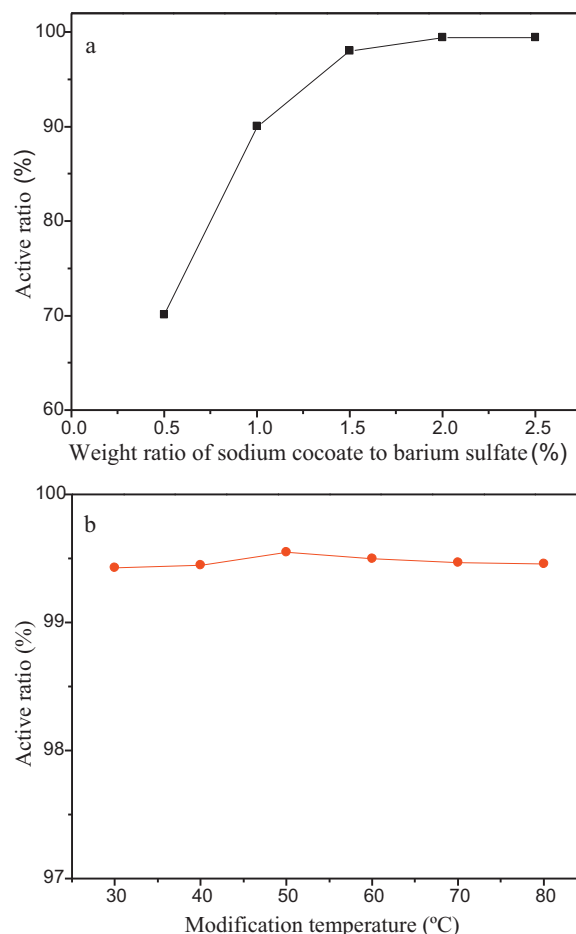 a
100
90
80
70
60
Active ratio (%)
0.0 0.5 1.0 1.5 2.0 2.5
Weight ratio of sodium cocoate to barium sulfate (%)
b
100
99
98
97
Active ratio (%)
30 40 50 60 70 80
Modification temperature (ºC)